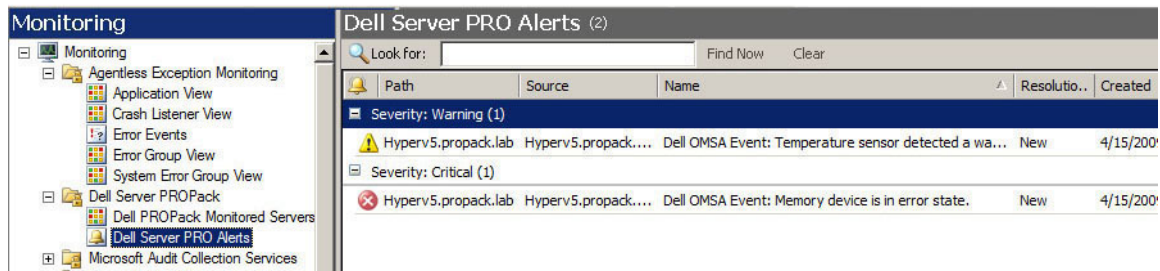 Monitoring
Monitoring
Agentless Exception Monitoring
Application View
Crash Listener View
Error Events
Error Group View
System Error Group View
Dell Server PROPack
Dell PROPack Monitored Servers
Dell Server PRO Alerts
Microsoft Audit Collection Services
Dell Server PRO Alerts (2)
Look for: Find Now Clear
Path Source Name Resolutio.. Created
Severity: Warning (1)
Hyperv5.propack.lab Hyperv5.propack.... Dell OMSA Event: Temperature sensor detected a wa... New 4/15/2009
Severity: Critical (1)
Hyperv5.propack.lab Hyperv5.propack.... Dell OMSA Event: Memory device is in error state. New 4/15/2009